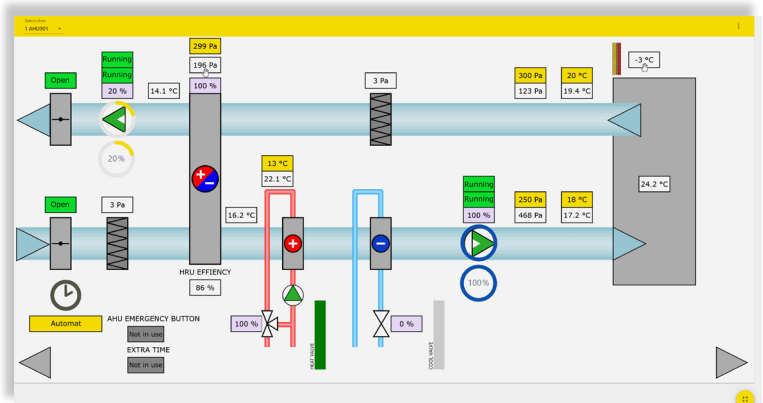 Select sheet
1 AHU301
299 Pa
196 Pa
100 %
Running
Running
20 %
14.1 °C
Open
20%
3 Pa
300 Pa
123 Pa
20 °C
19.4 °C
-3 °C
24.2 °C
13 °C
22.1 °C
Open
3 Pa
16.2 °C
Running
Running
100 %
250 Pa
468 Pa
18 °C
17.2 °C
100%
HRU EFFIENCY
86 %
Automat
AHU EMERGENCY BUTTON
Not in use
EXTRA TIME
Not in use
100 %
HEAT VALVE
0 %
COOL VALVE